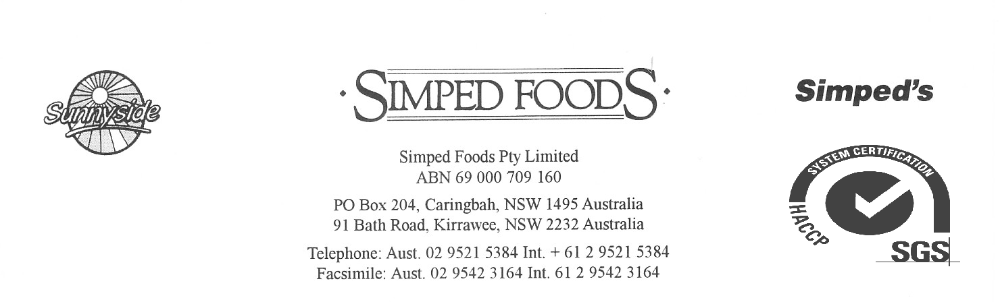 Sunnyside
SIMPED FOODS
Simped Foods Pty Limited
ABN 69 000 709 160
PO Box 204, Caringbah, NSW 1495 Australia
91 Bath Road, Kirrawee, NSW 2232 Australia
Telephone: Aust. 02 9521 5384 Int. + 61 2 9521 5384
Facsimile: Aust. 02 9542 3164 Int. 61 2 9542 3164
Simped's
SYSTEM CERTIFICATION
HACCP
SGS